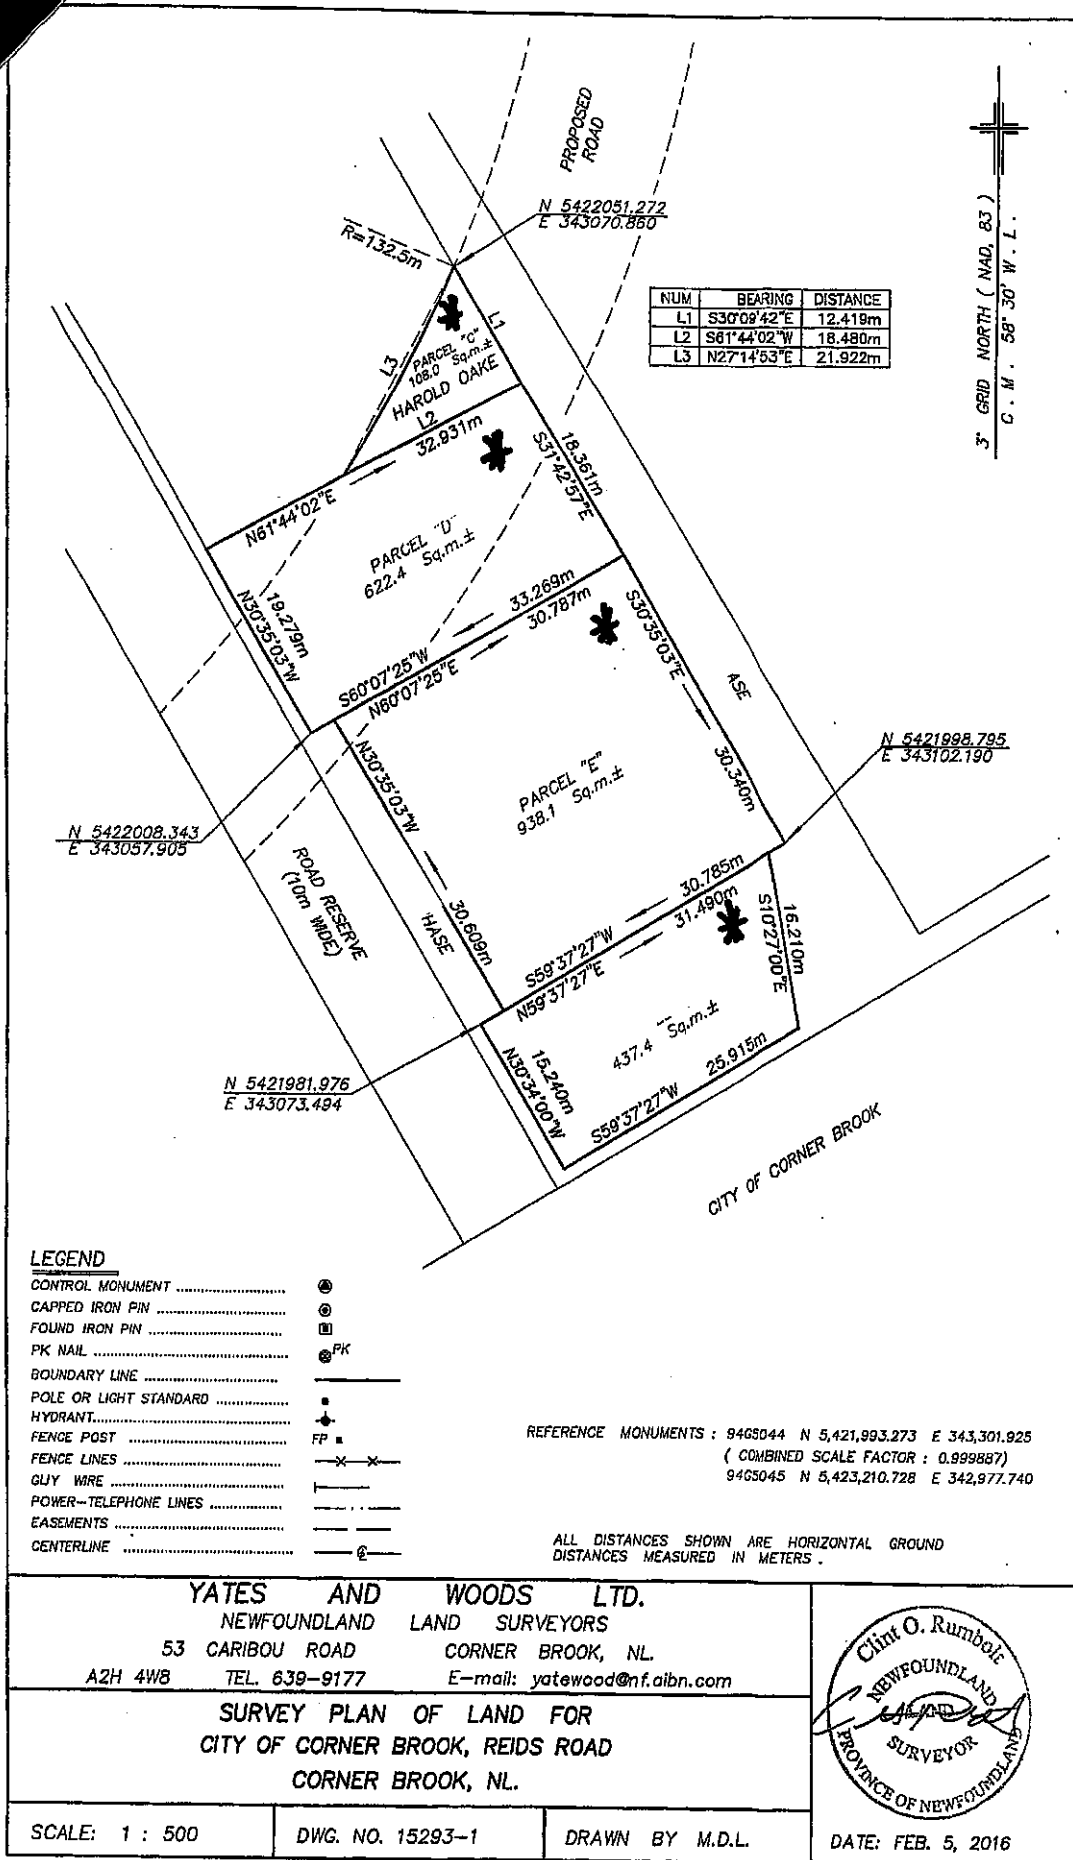 PROPOSED
ROAD
N 5422051.272
E 343070.860
R=132.5m
3° GRID NORTH ( NAD, 83 )
C . M . 58° 30' W . L .
NUM BEARING DISTANCE
L1 S30°09'42"E 12.419m
L2 S61°44'02"W 18.480m
L3 N27°14'53"E 21.922m
L1
L3
PARCEL "C"
108.0 Sq.m.±
HAROLD OAKE
L2
32.931m
N61°44'02"E
18.361m
S31°42'57"E
PARCEL "D"
622.4 Sq.m.±
19.279m
N30°35'03"W
33.269m
S60°07'25"W
30.787m
N60°07'25"E
S30°35'03"E
30.340m
ASE
N 5421998.795
E 343102.190
PARCEL "E"
938.1 Sq.m.±
N30°35'03"W
30.609m
N 5422008.343
E 343057.905
ROAD RESERVE
(10m WIDE)
HASE
30.785m
S59°37'27"W
31.490m
N59°37'27"E
16.210m
S10°27'00"E
437.4 Sq.m.±
15.240m
N30°34'00"W
25.915m
S59°37'27"W
N 5421981.976
E 343073.494
CITY OF CORNER BROOK
LEGEND
CONTROL MONUMENT
CAPPED IRON PIN
FOUND IRON PIN
PK NAIL PK
BOUNDARY LINE
POLE OR LIGHT STANDARD
HYDRANT
FENCE POST FP
FENCE LINES
GUY WIRE
POWER-TELEPHONE LINES
EASEMENTS
CENTERLINE
REFERENCE MONUMENTS : 94G5044 N 5,421,993.273 E 343,301.925
( COMBINED SCALE FACTOR : 0.999887)
94G5045 N 5,423,210.728 E 342,977.740
ALL DISTANCES SHOWN ARE HORIZONTAL GROUND
DISTANCES MEASURED IN METERS .
YATES AND WOODS LTD.
NEWFOUNDLAND LAND SURVEYORS
53 CARIBOU ROAD CORNER BROOK, NL.
A2H 4W8 TEL. 639-9177 E-mail: yatewood@nf.aibn.com
SURVEY PLAN OF LAND FOR
CITY OF CORNER BROOK, REIDS ROAD
CORNER BROOK, NL.
SCALE: 1 : 500
DWG. NO. 15293-1
DRAWN BY M.D.L.
Clint O. Rumbolt
NEWFOUNDLAND
LAND
SURVEYOR
PROVINCE OF NEWFOUNDLAND
DATE: FEB. 5, 2016